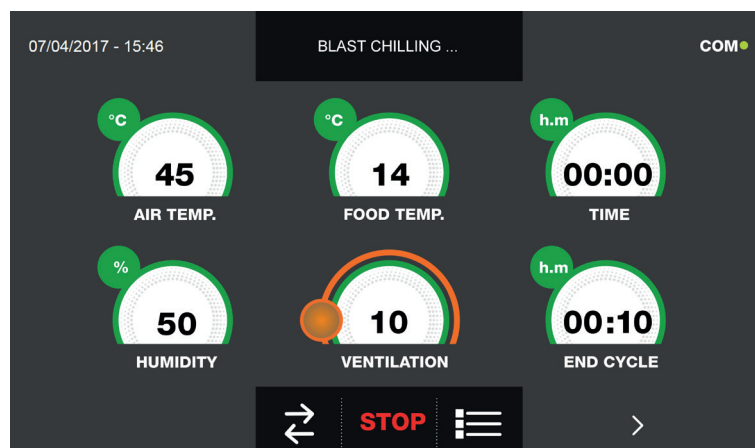 07/04/2017 - 15:46
BLAST CHILLING ...
COM
°C
45
AIR TEMP.
°C
14
FOOD TEMP.
h.m
00:00
TIME
%
50
HUMIDITY
10
VENTILATION
h.m
00:10
END CYCLE
STOP